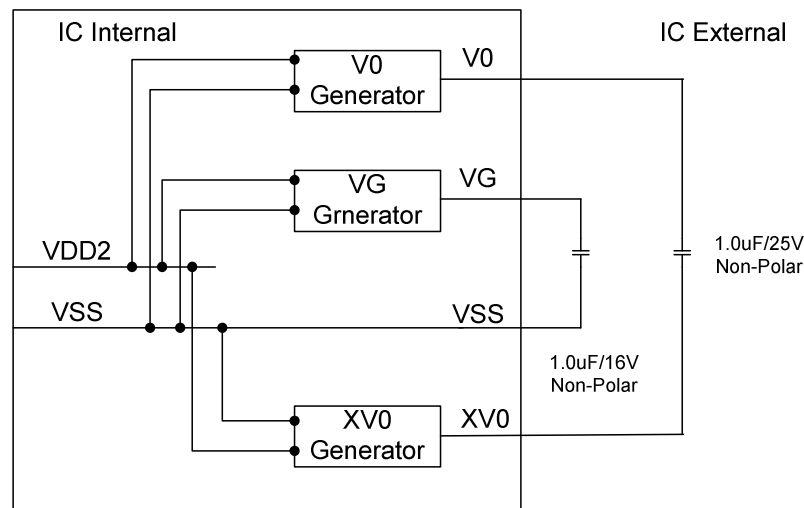 IC Internal
IC External
V0
Generator
V0
VG
Grnerator
VG
VDD2
1.0uF/25V
Non-Polar
VSS
VSS
1.0uF/16V
Non-Polar
XV0
Generator
XV0